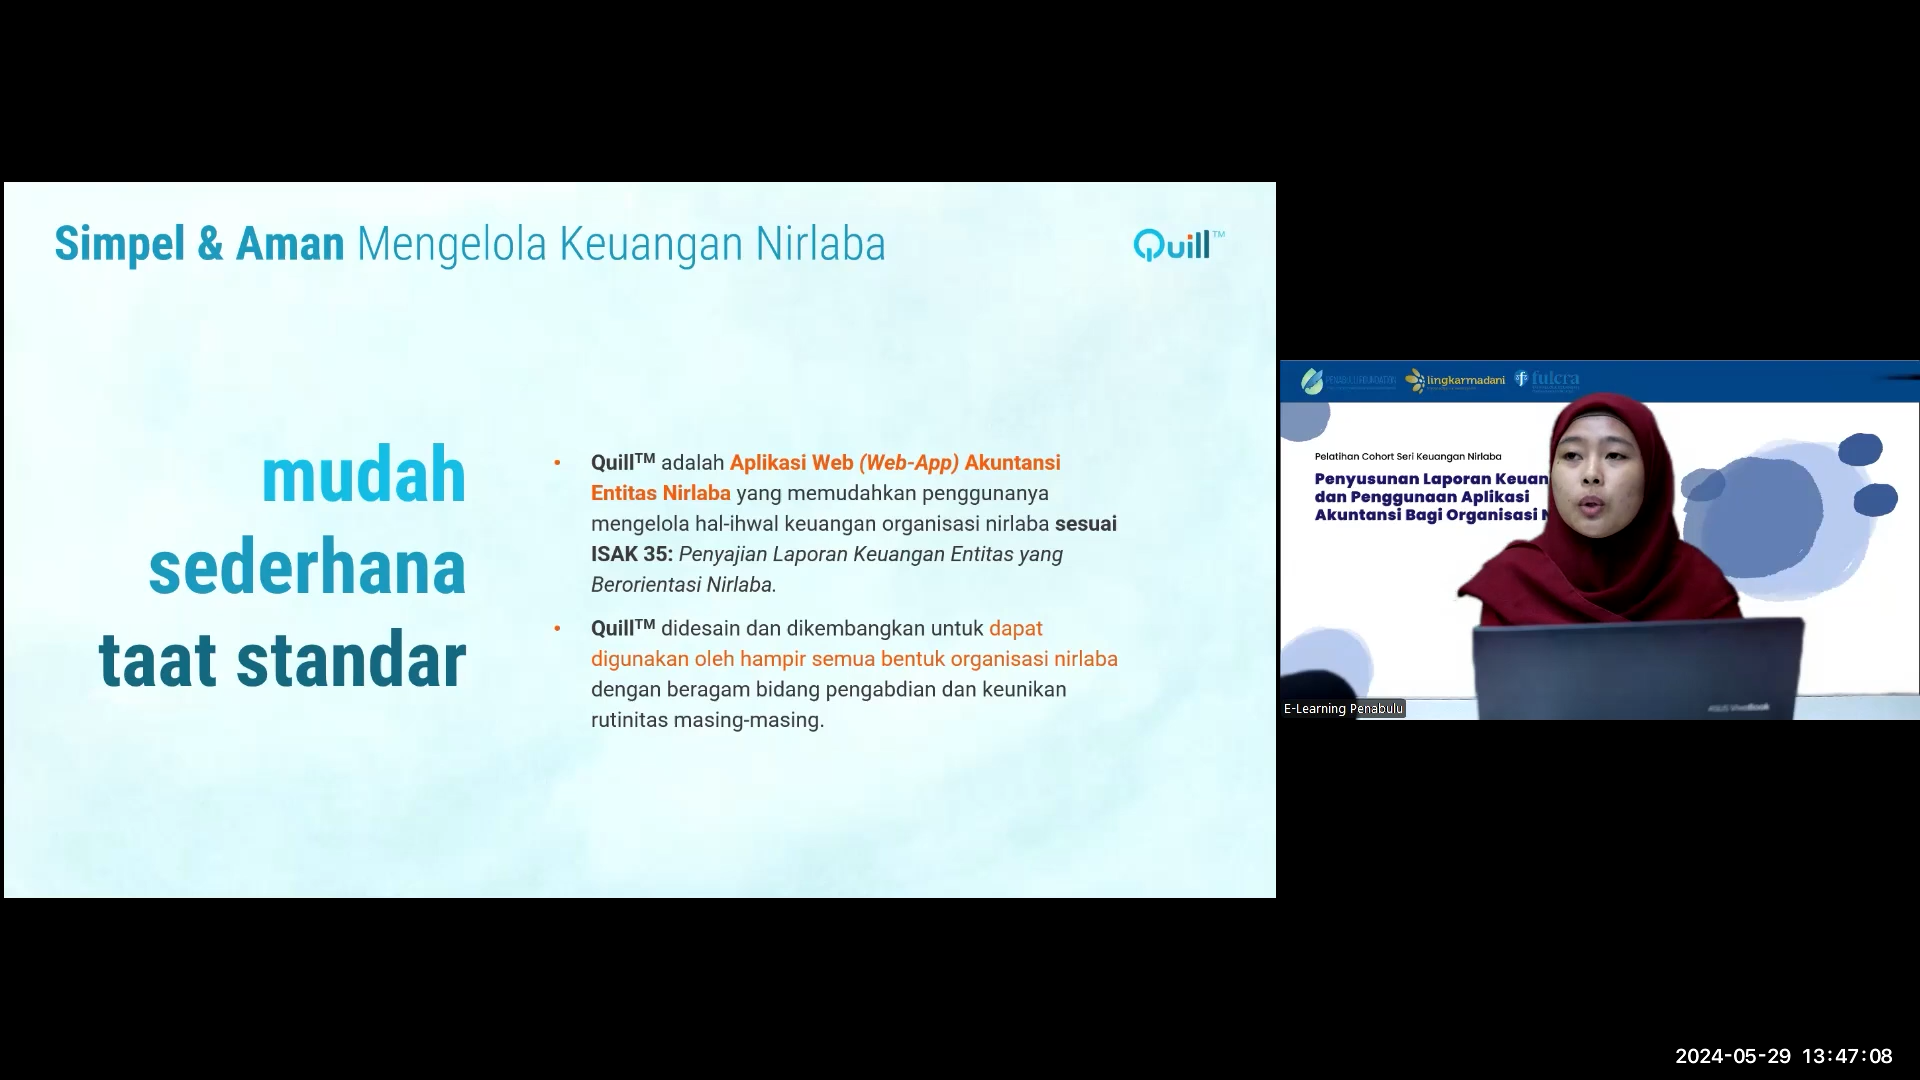 Simpel & Aman Mengelola Keuangan Nirlaba
Quill™
mudah
sederhana
taat standar
• Quill™ adalah Aplikasi Web (Web-App) Akuntansi
Entitas Nirlaba yang memudahkan penggunanya
mengelola hal-ihwal keuangan organisasi nirlaba sesuai
ISAK 35: Penyajian Laporan Keuangan Entitas yang
Berorientasi Nirlaba.
• Quill™ didesain dan dikembangkan untuk dapat
digunakan oleh hampir semua bentuk organisasi nirlaba
dengan beragam bidang pengabdian dan keunikan
rutinitas masing-masing.
PENABULU FOUNDATION
lingkarmadani
fulcra
Pelatihan Cohort Seri Keuangan Nirlaba
Penyusunan Laporan Keuan
dan Penggunaan Aplikasi
Akuntansi Bagi Organisasi N
ASUS VivoBook
E-Learning Penabulu
2024-05-29 13:47:08